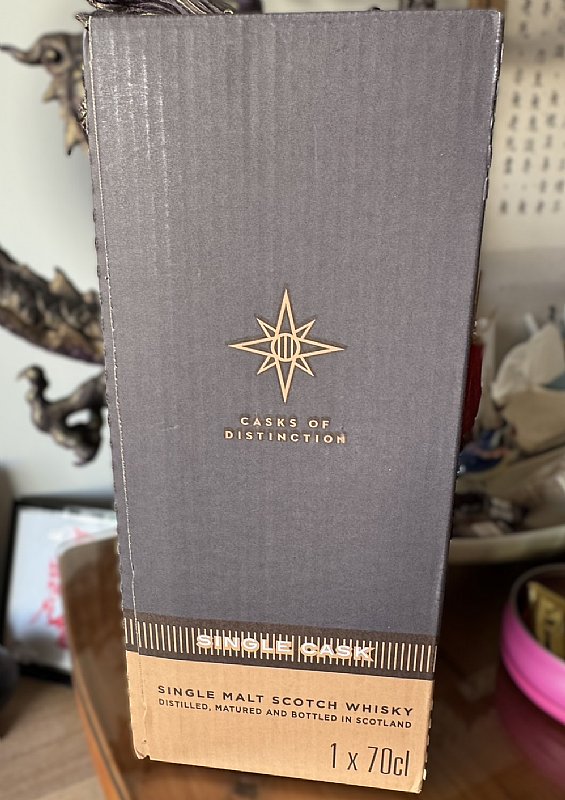 CASKS OF
DISTINCTION
SINGLE CASK
SINGLE MALT SCOTCH WHISKY
DISTILLED, MATURED AND BOTTLED IN SCOTLAND
1 x 70cl